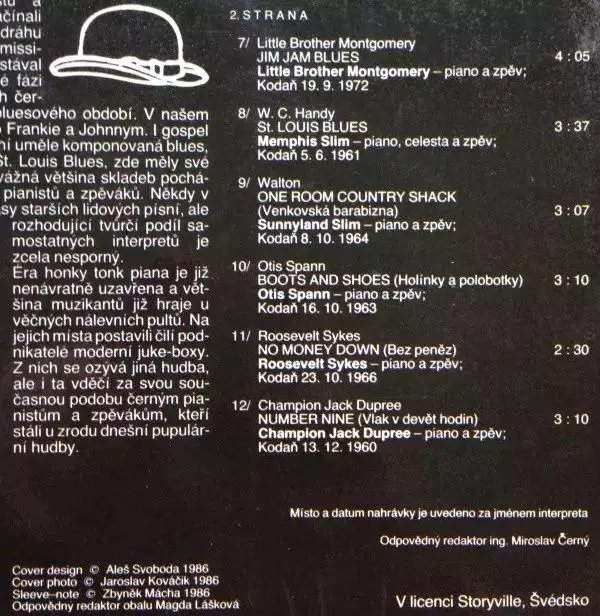 a
činali
dráhu
missi-
stával
é fázi
h čer-
bluesového období. V našem
Frankie a Johnnym. I gospel
ní uměle komponovaná blues,
St. Louis Blues, zde měly své
vážná většina skladeb pochá-
pianistů a zpěváků. Někdy v
asy starších lidových písní, ale
rozhodující tvůrčí podíl sa-
mostatných interpretů je
zcela nesporný.
Éra honky tonk piana je již
nenávratně uzavřena a vět-
šina muzikantů již hraje u
věčných nálevních pultů. Na
jejich místa postavili čilí pod-
nikatelé moderní juke-boxy.
Z nich se ozývá jiná hudba,
ale i ta vděčí za svou sou-
časnou podobu černým pia-
nistům a zpěvákům, kteří
stáli u zrodu dnešní pupulár-
ní hudby.
2. STRANA
7/ Little Brother Montgomery
JIM JAM BLUES 4 : 05
Little Brother Montgomery – piano a zpěv;
Kodaň 19. 9. 1972
8/ W. C. Handy
St. LOUIS BLUES 3 : 37
Memphis Slim – piano, celesta a zpěv;
Kodaň 5. 6. 1961
9/ Walton
ONE ROOM COUNTRY SHACK
(Venkovská barabizna) 3 : 07
Sunnyland Slim – piano a zpěv;
Kodaň 8. 10. 1964
10/ Otis Spann
BOOTS AND SHOES (Holínky a polobotky) 3 : 10
Otis Spann – piano a zpěv;
Kodaň 16. 10. 1963
11/ Roosevelt Sykes
NO MONEY DOWN (Bez peněz) 2 : 30
Roosevelt Sykes – piano a zpěv;
Kodaň 23. 10. 1966
12/ Champion Jack Dupree
NUMBER NINE (Vlak v devět hodin) 3 : 10
Champion Jack Dupree – piano a zpěv;
Kodaň 13. 12. 1960
Místo a datum nahrávky je uvedeno za jménem interpreta
Odpovědný redaktor ing. Miroslav Černý
Cover design © Aleš Svoboda 1986
Cover photo © Jaroslav Kováčik 1986
Sleeve-note © Zbyněk Mácha 1986
Odpovědný redaktor obalu Magda Lášková
V licenci Storyville, Švédsko